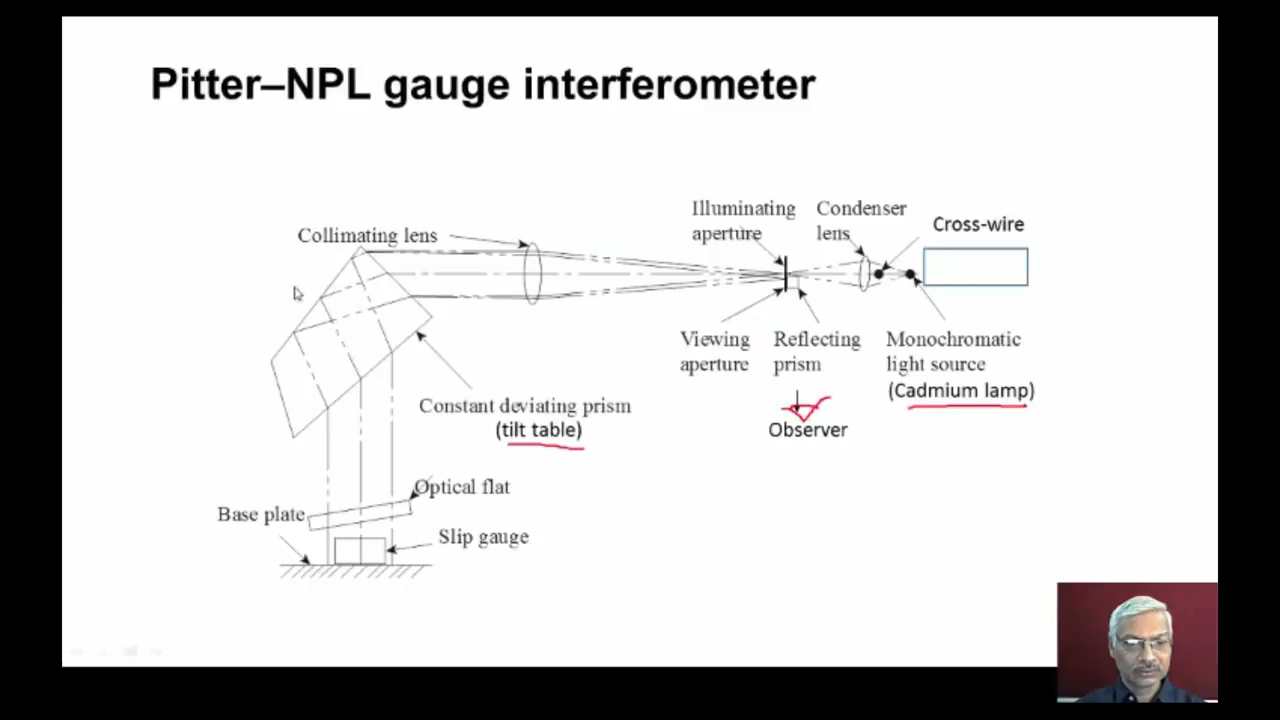 Pitter–NPL gauge interferometer
Illuminating
aperture
Condenser
lens
Cross-wire
Collimating lens
Viewing
aperture
Reflecting
prism
Monochromatic
light source
(Cadmium lamp)
Observer
Constant deviating prism
(tilt table)
Optical flat
Base plate
Slip gauge